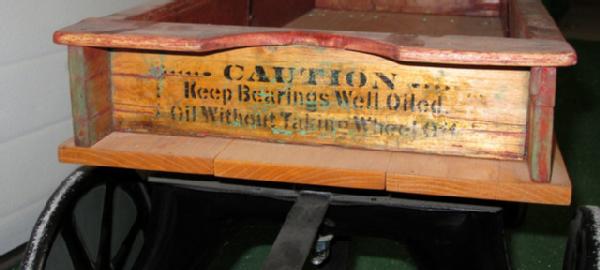 CAUTION
Keep Bearings Well Oiled
Oil Without Taking Wheel Off